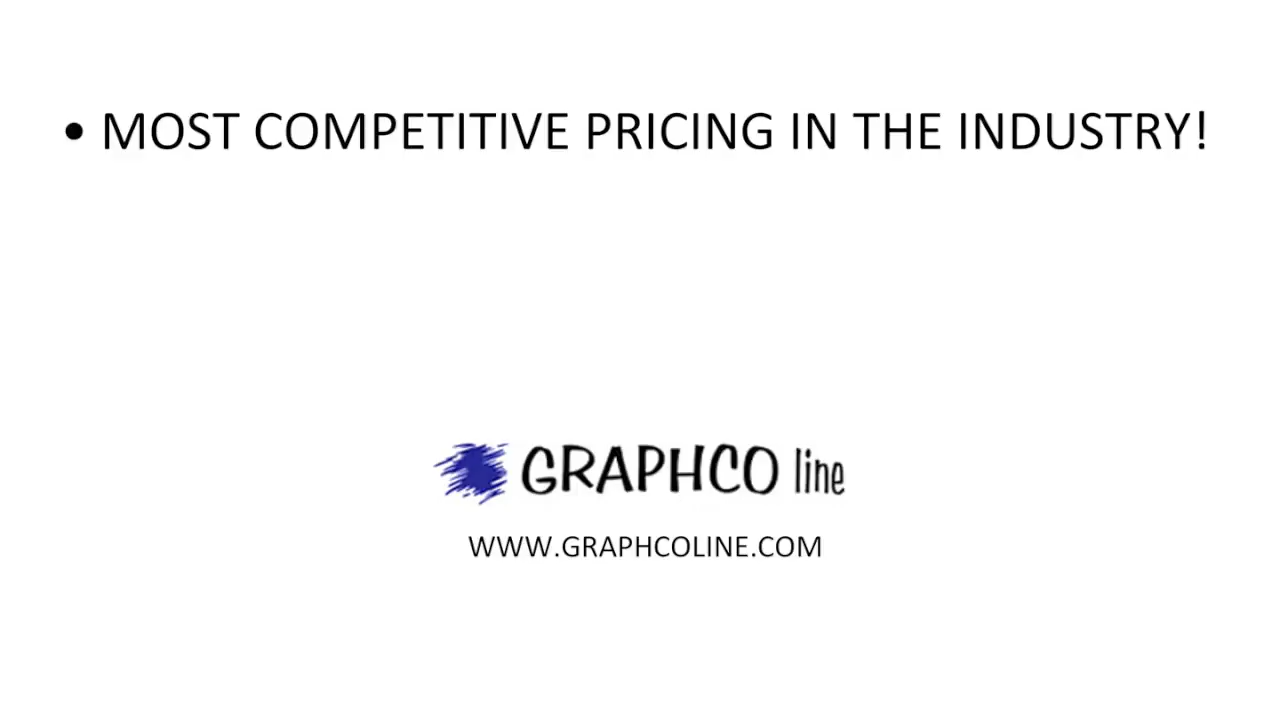 • MOST COMPETITIVE PRICING IN THE INDUSTRY!
GRAPHCO line
WWW.GRAPHCOLINE.COM